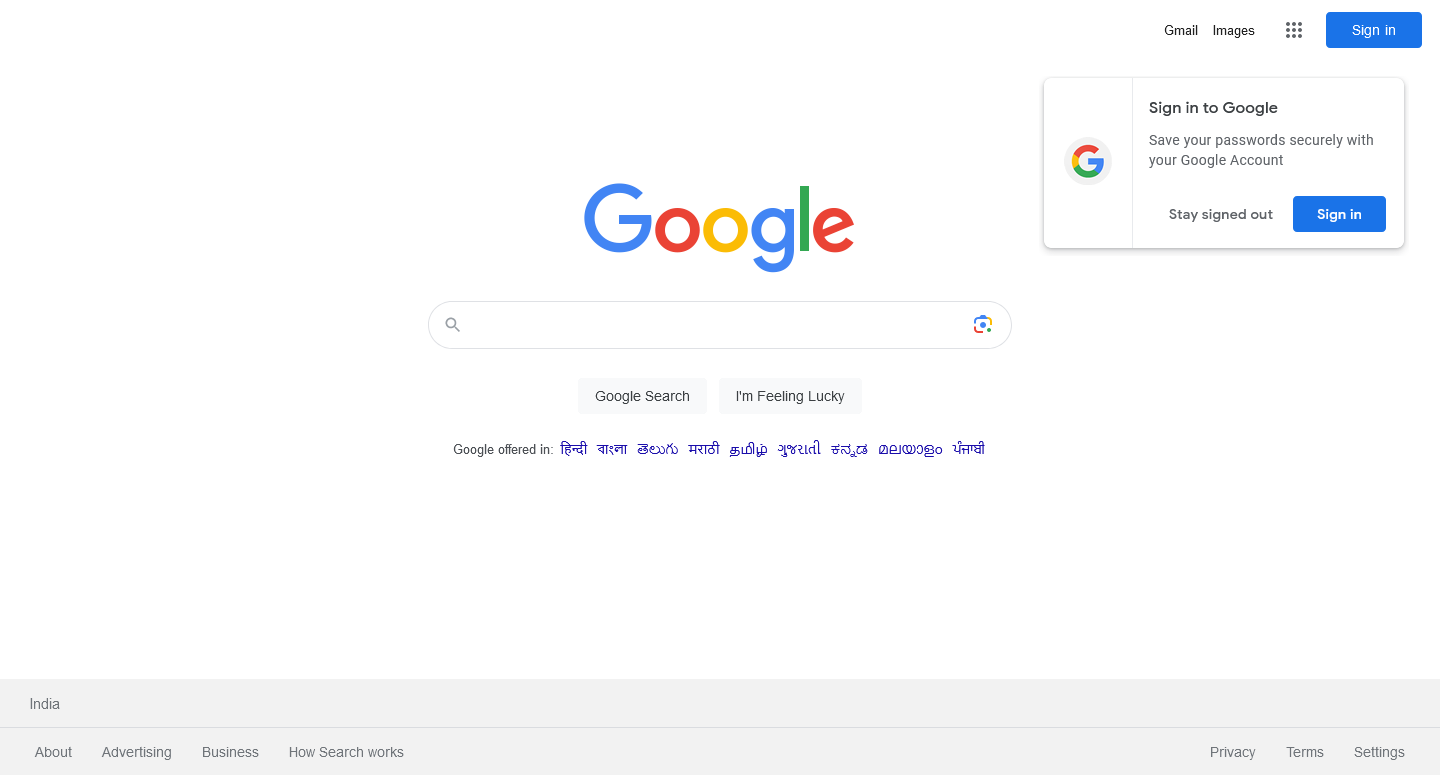 Gmail Images Sign in
Sign in to Google
Save your passwords securely with
your Google Account
Stay signed out Sign in
Google
Google Search I'm Feeling Lucky
Google offered in: हिन्दी বাংলা తెలుగు मराठी தமிழ் ગુજરાતી ಕನ್ನಡ മലയാളം ਪੰਜਾਬੀ
India
About Advertising Business How Search works Privacy Terms Settings